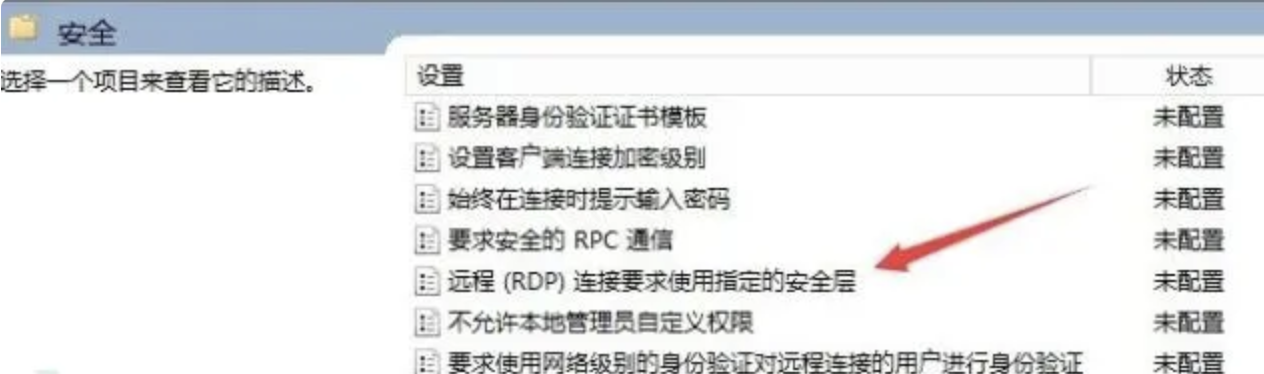 安全
选择一个项目来查看它的描述。
设置 状态
服务器身份验证证书模板 未配置
设置客户端连接加密级别 未配置
始终在连接时提示输入密码 未配置
要求安全的 RPC 通信 未配置
远程 (RDP) 连接要求使用指定的安全层 未配置
不允许本地管理员自定义权限 未配置
要求使用网络级别的身份验证对远程连接的用户进行身份验证 未配置